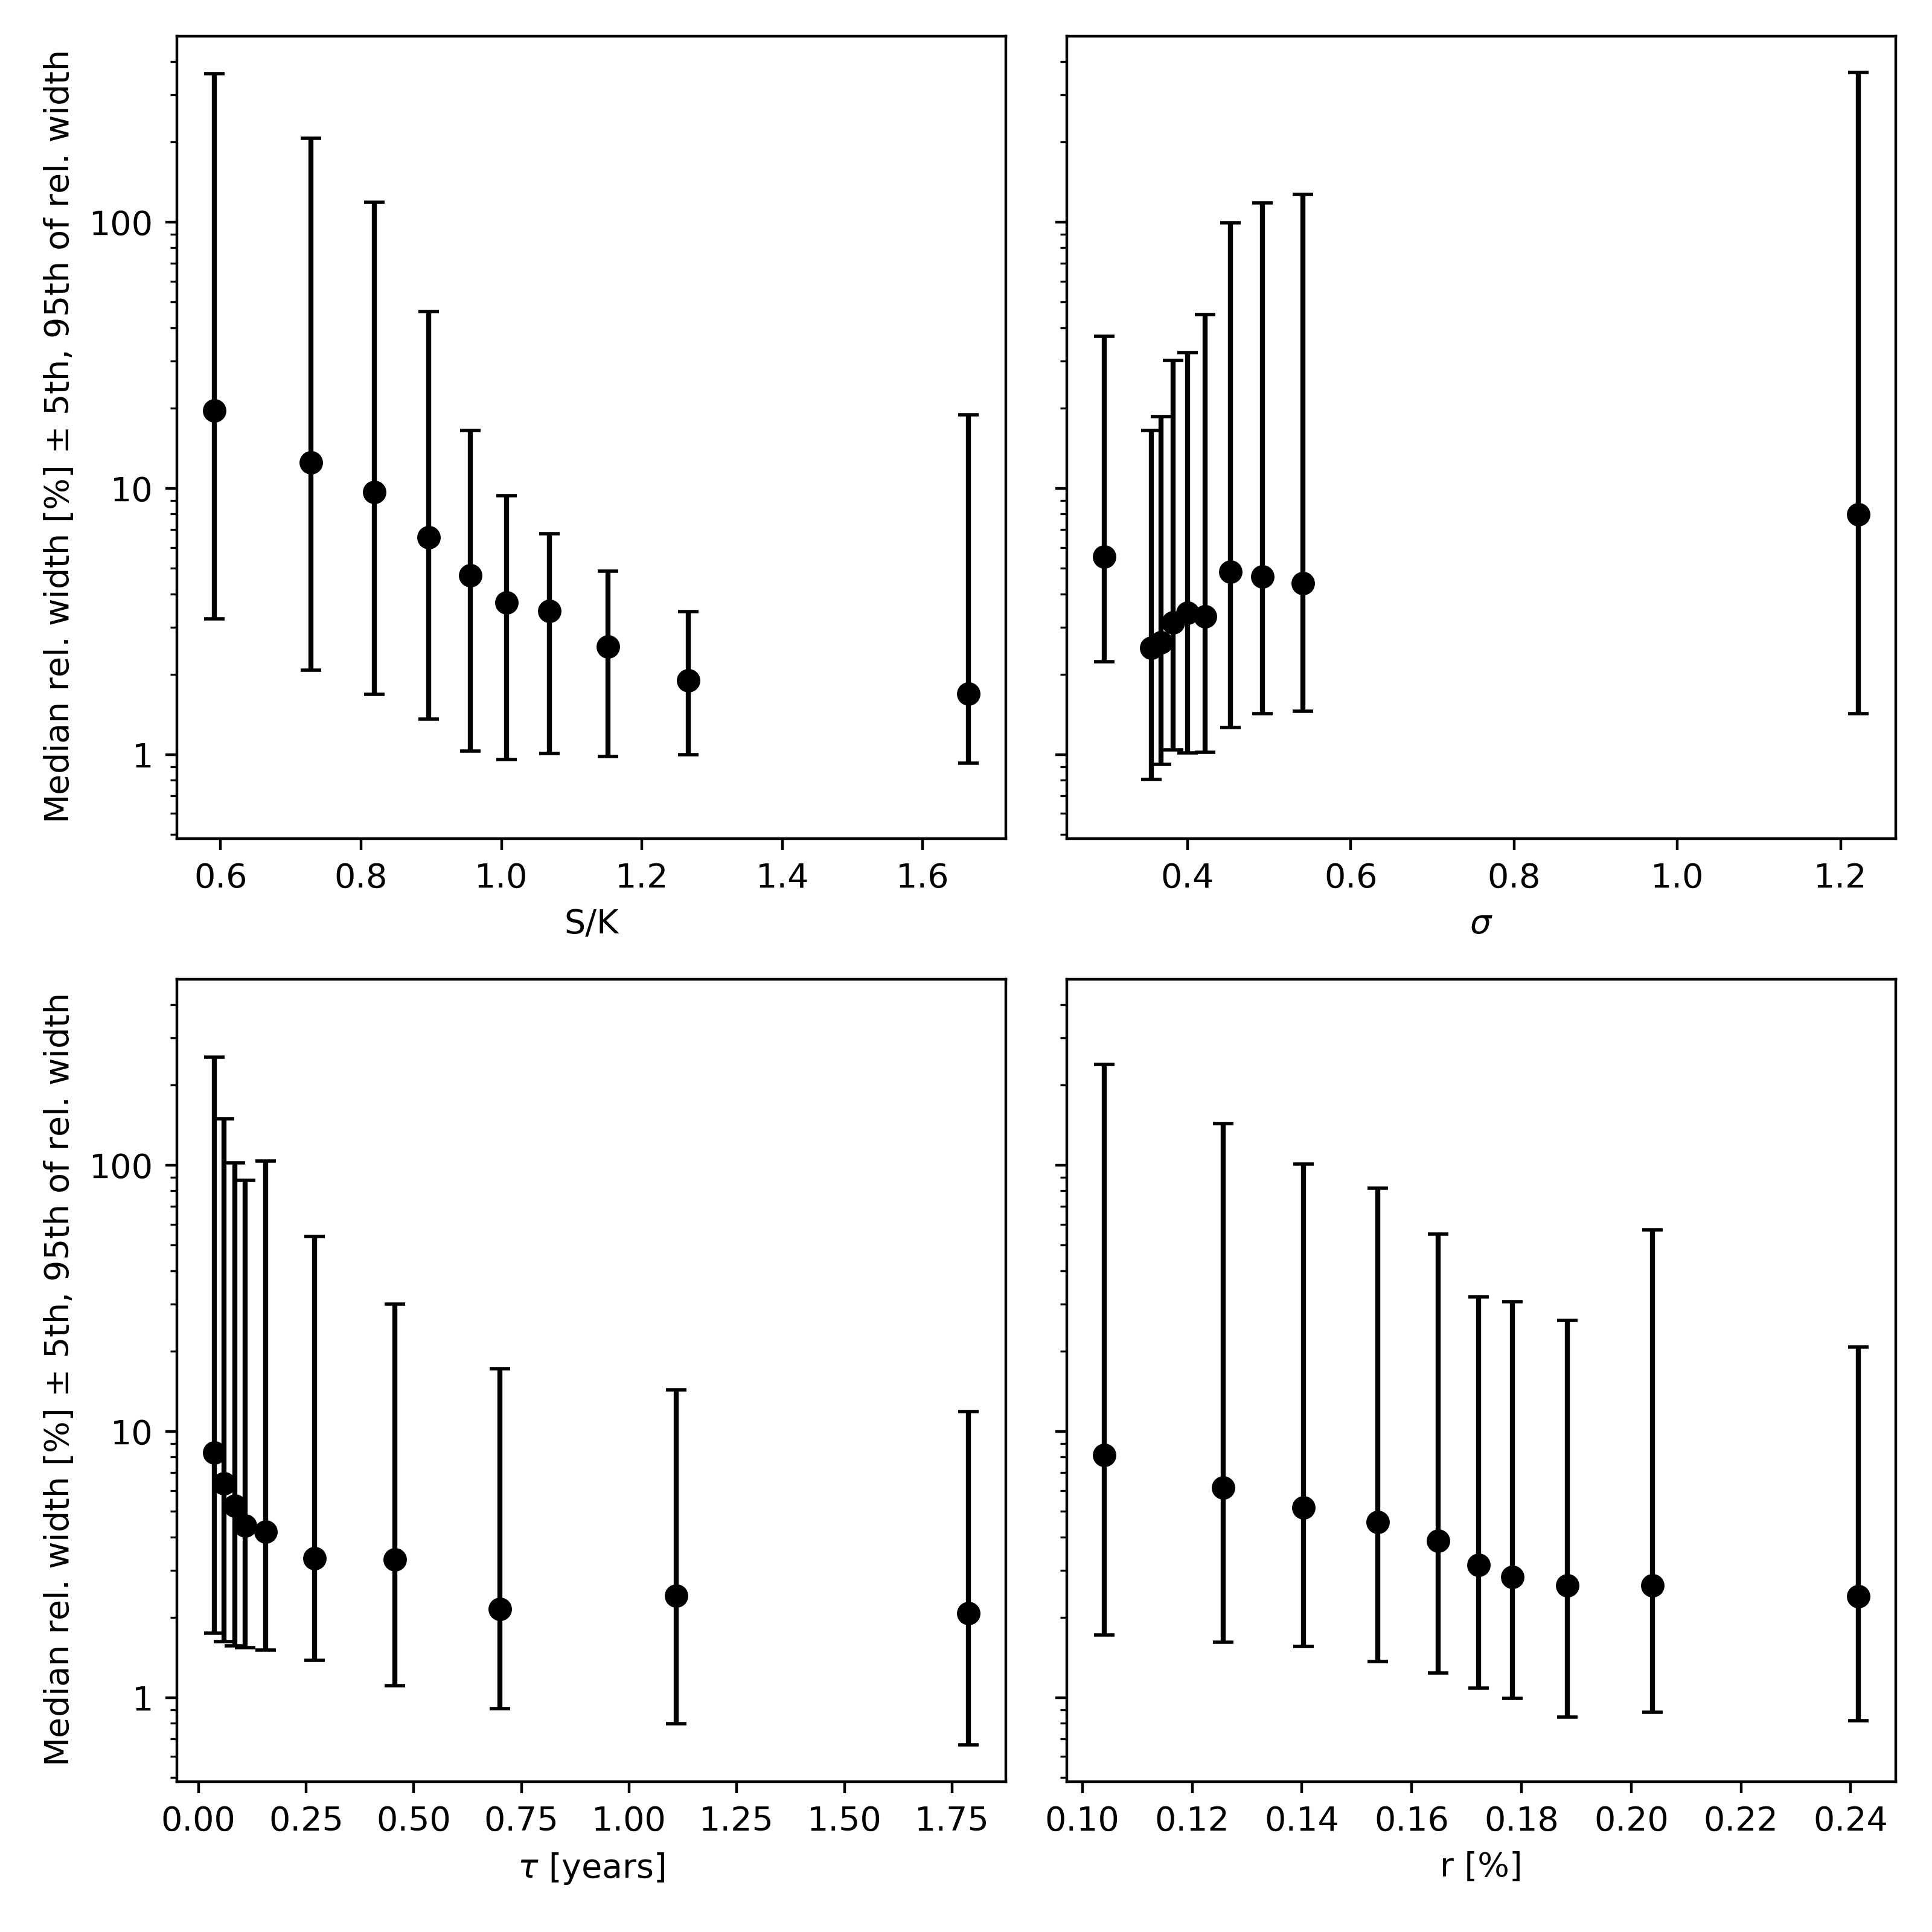 Median rel. width [%] ± 5th, 95th of rel. width
100
10
1
0.6 0.8 1.0 1.2 1.4 1.6
S/K
0.4 0.6 0.8 1.0 1.2
σ
Median rel. width [%] ± 5th, 95th of rel. width
100
10
1
0.00 0.25 0.50 0.75 1.00 1.25 1.50 1.75
τ [years]
0.10 0.12 0.14 0.16 0.18 0.20 0.22 0.24
r [%]